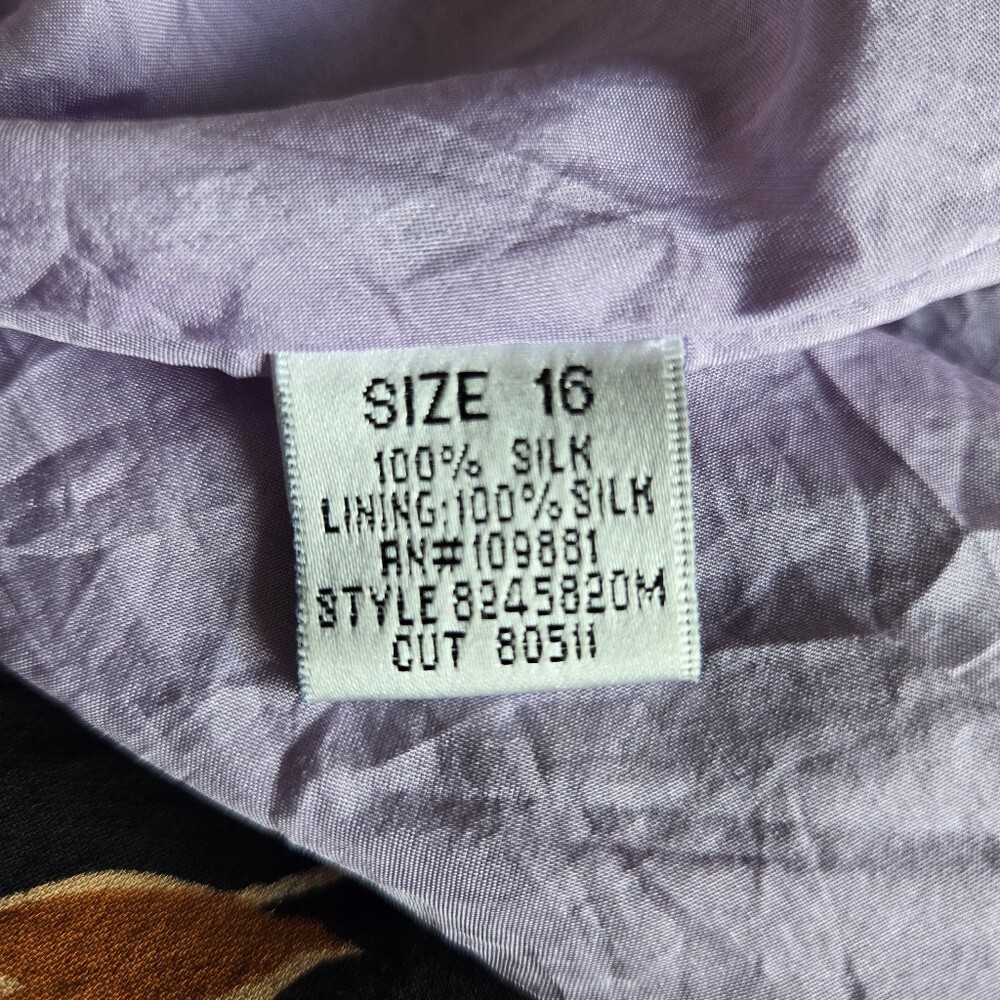 SIZE 16
100% SILK
LINING:100% SILK
RN#109881
STYLE 8245820M
CUT 80511